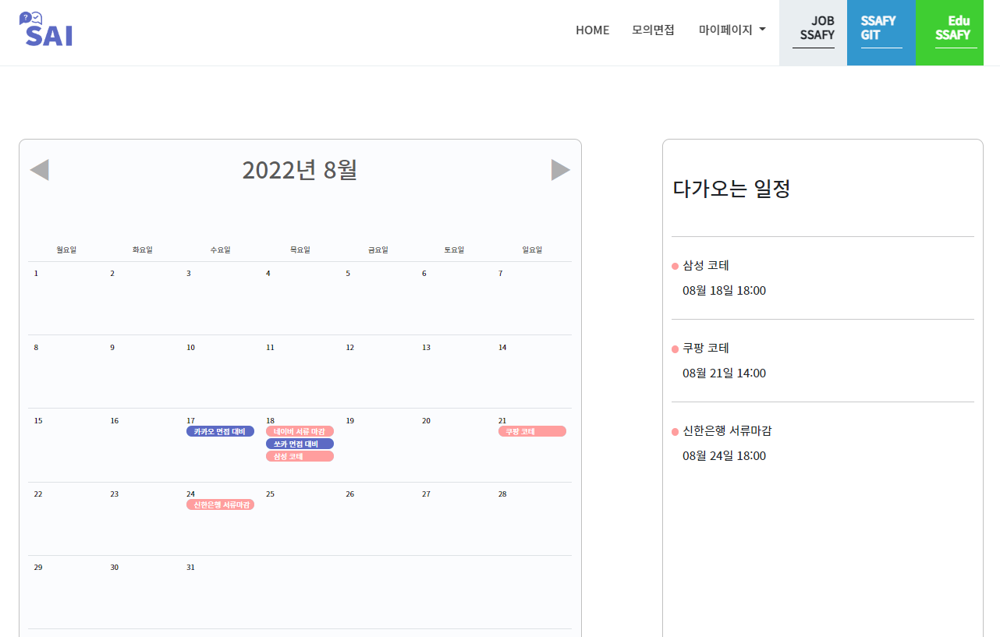 SAI
HOME
모의면접
마이페이지
JOB
SSAFY
SSAFY
GIT
Edu
SSAFY
2022년 8월
월요일 화요일 수요일 목요일 금요일 토요일 일요일
1 2 3 4 5 6 7
8 9 10 11 12 13 14
15 16 17 18 19 20 21
카카오 면접 대비 네이버 서류 마감 쿠팡 코테
쏘카 면접 대비
삼성 코테
22 23 24 25 26 27 28
신한은행 서류마감
29 30 31
다가오는 일정
삼성 코테
08월 18일 18:00
쿠팡 코테
08월 21일 14:00
신한은행 서류마감
08월 24일 18:00